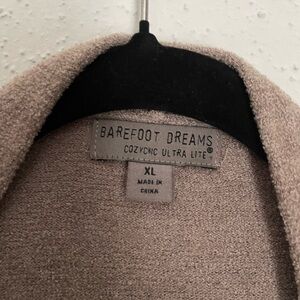 BAREFOOT DREAMS
COZYCHIC ULTRA LITE®
XL
MADE IN
CHINA